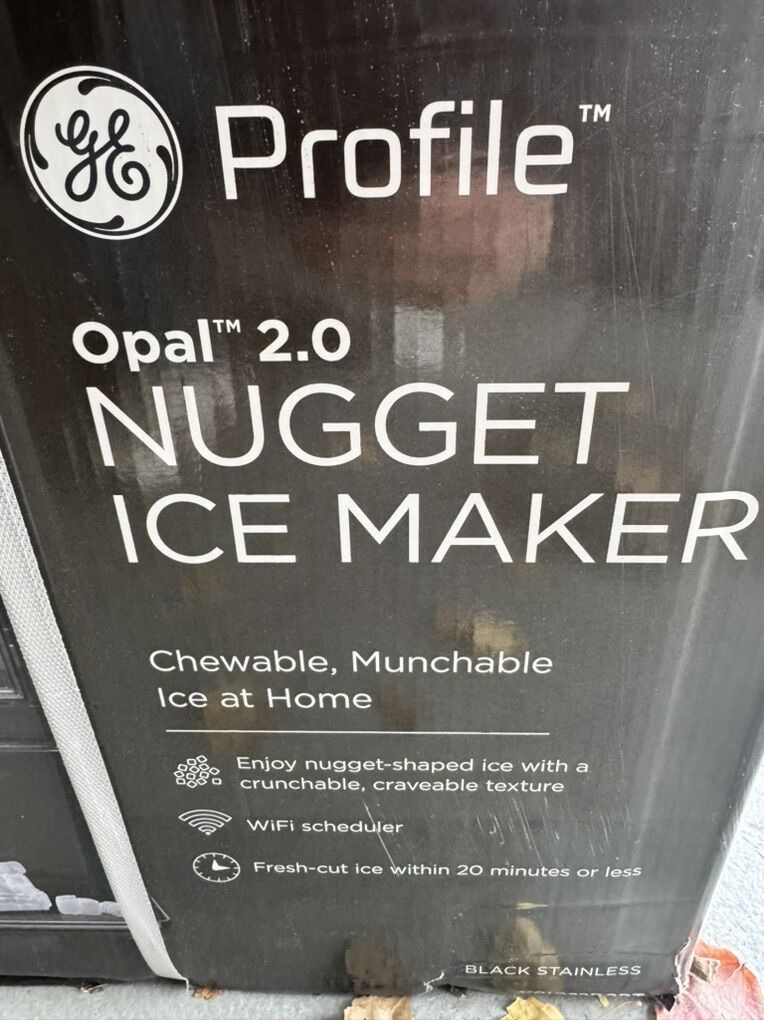 GE Profile™
Opal™ 2.0
NUGGET
ICE MAKER
Chewable, Munchable
Ice at Home
Enjoy nugget-shaped ice with a
crunchable, craveable texture
WiFi scheduler
Fresh-cut ice within 20 minutes or less
BLACK STAINLESS